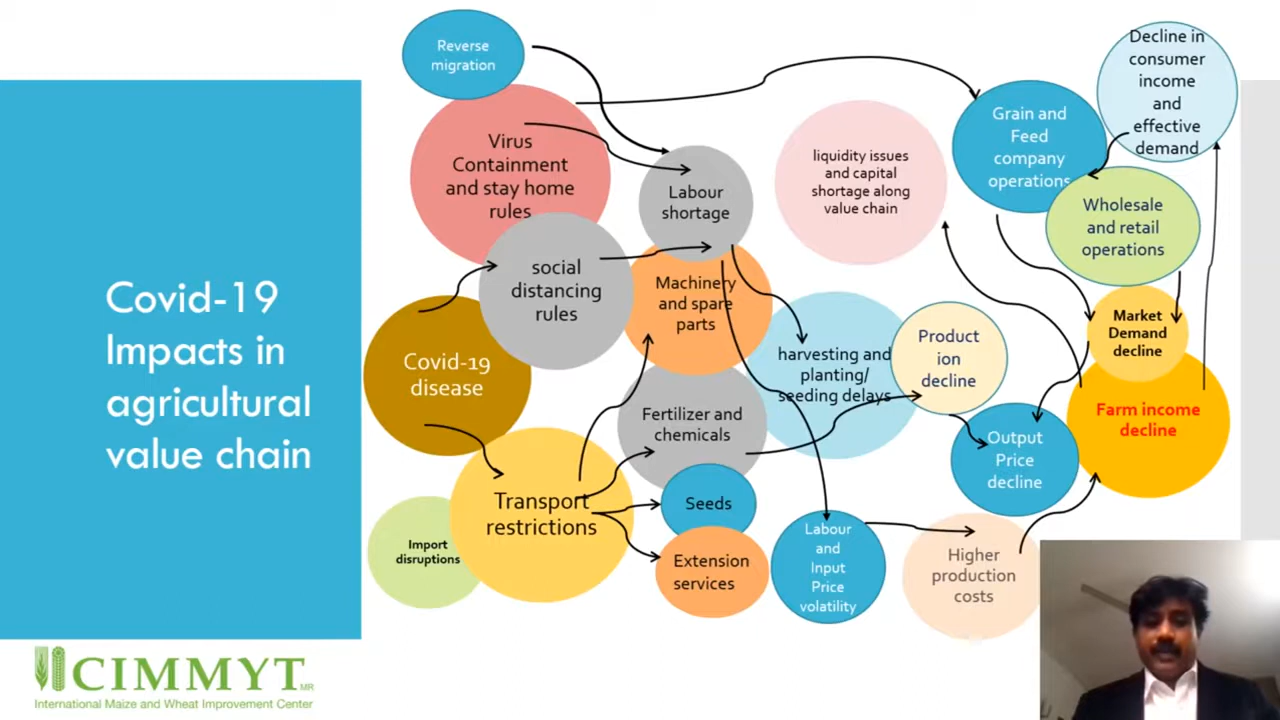 Covid-19
Impacts in
agricultural
value chain
CIMMYT
MR
International Maize and Wheat Improvement Center
Reverse
migration
Virus
Containment
and stay home
rules
social
distancing
rules
Covid-19
disease
Transport
restrictions
Import
disruptions
Labour
shortage
Machinery
and spare
parts
Fertilizer and
chemicals
Seeds
Extension
services
liquidity issues
and capital
shortage along
value chain
harvesting and
planting/
seeding delays
Labour
and
Input
Price
volatility
Product
ion
decline
Grain and
Feed
company
operations
Decline in
consumer
income
and
effective
demand
Wholesale
and retail
operations
Market
Demand
decline
Farm income
decline
Output
Price
decline
Higher
production
costs